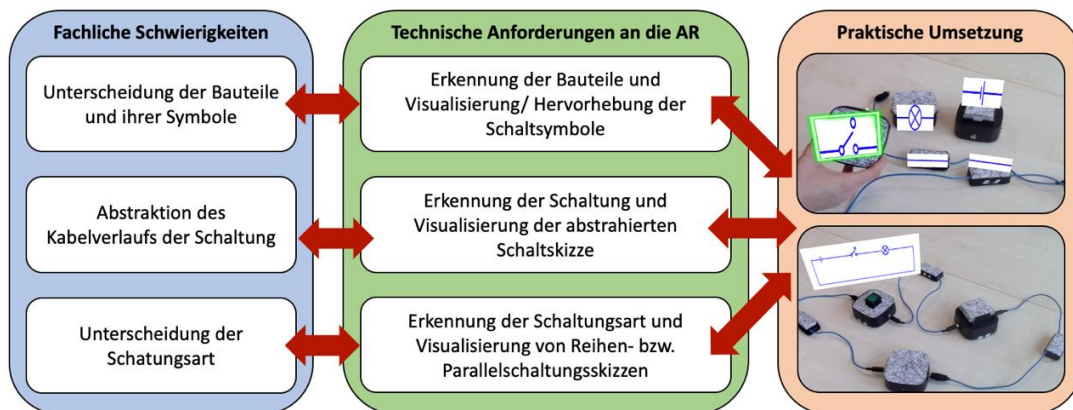 Fachliche Schwierigkeiten
Unterscheidung der Bauteile
und ihrer Symbole
Abstraktion des
Kabelverlaufs der Schaltung
Unterscheidung der
Schatungsart
Technische Anforderungen an die AR
Erkennung der Bauteile und
Visualisierung/ Hervorhebung der
Schaltsymbole
Erkennung der Schaltung und
Visualisierung der abstrahierten
Schaltskizze
Erkennung der Schaltungsart und
Visualisierung von Reihen- bzw.
Parallelschaltungsskizzen
Praktische Umsetzung